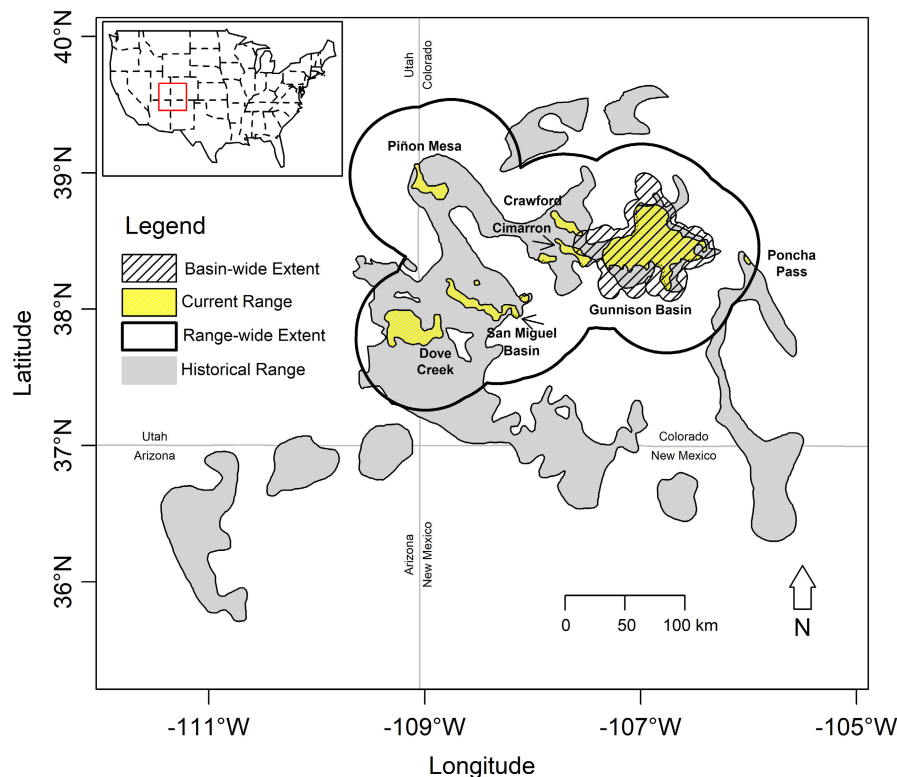 40°N
39°N
38°N
37°N
36°N
Latitude
Utah
Colorado
Piñon Mesa
Crawford
Cimarron
Poncha
Pass
Gunnison Basin
San Miguel
Basin
Dove
Creek
Legend
Basin-wide Extent
Current Range
Range-wide Extent
Historical Range
Utah
Arizona
Colorado
New Mexico
Arizona
New Mexico
0 50 100 km
N
-111°W
-109°W
-107°W
-105°W
Longitude